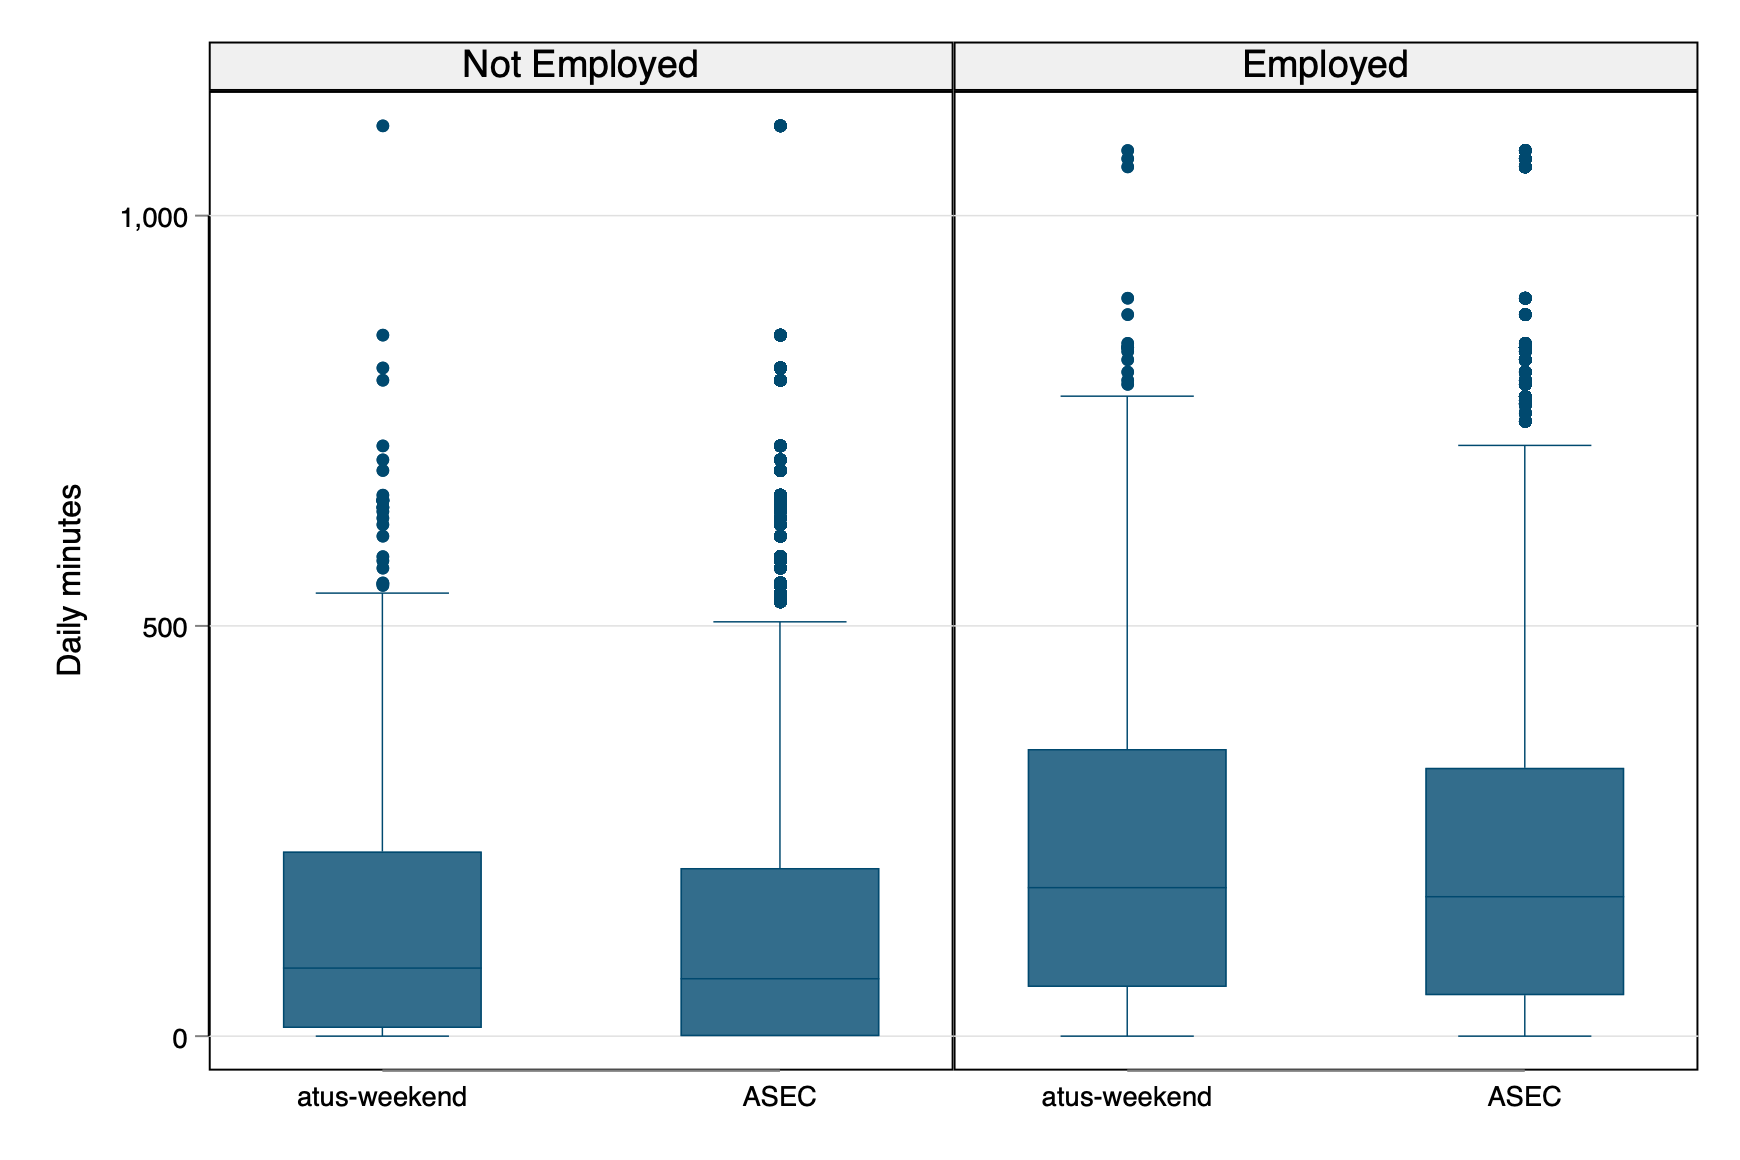 Not Employed
Employed
Daily minutes
1,000
500
0
atus-weekend
ASEC
atus-weekend
ASEC